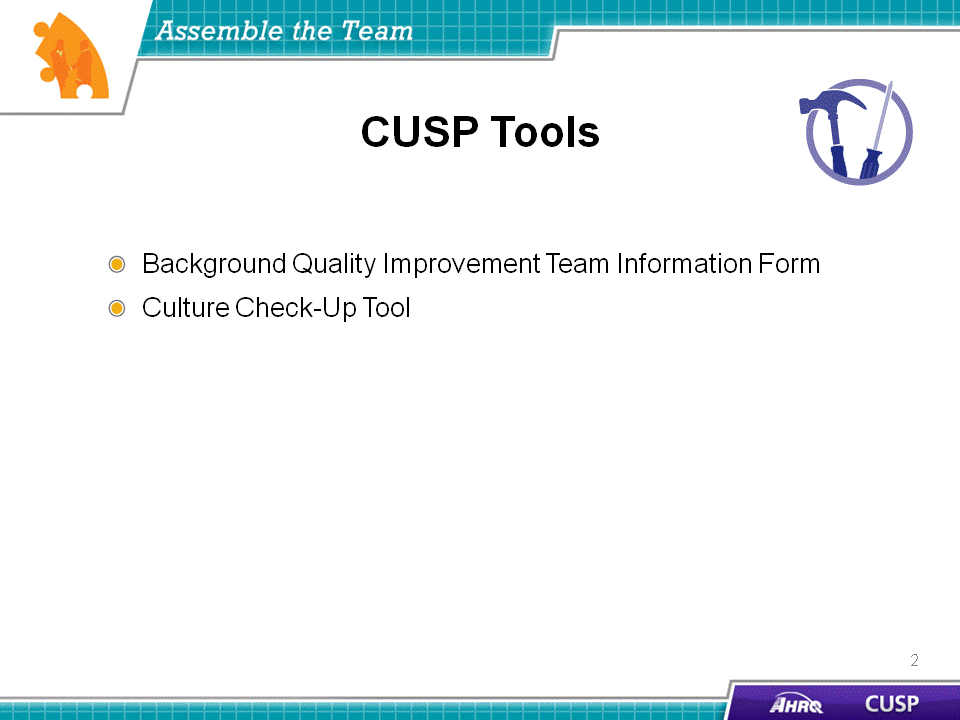 Assemble the Team
CUSP Tools
Background Quality Improvement Team Information Form
Culture Check-Up Tool
2
AHRQ
CUSP